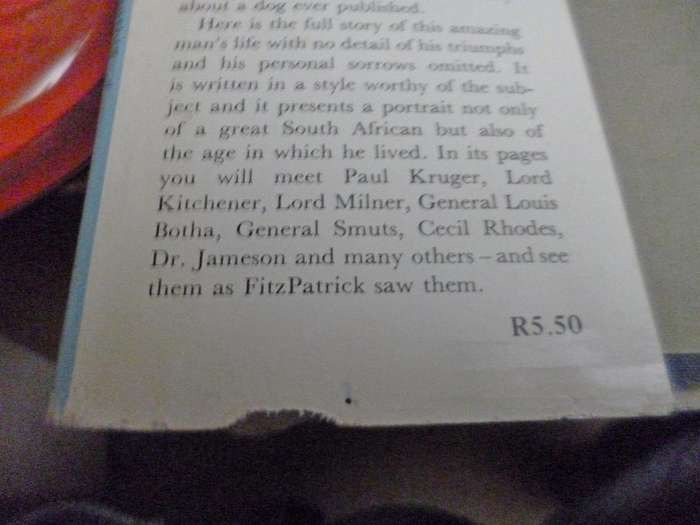 about a dog ever published.
Here is the full story of this amazing
man's life with no detail of his triumphs
and his personal sorrows omitted. It
is written in a style worthy of the sub-
ject and it presents a portrait not only
of a great South African but also of
the age in which he lived. In its pages
you will meet Paul Kruger, Lord
Kitchener, Lord Milner, General Louis
Botha, General Smuts, Cecil Rhodes,
Dr. Jameson and many others – and see
them as FitzPatrick saw them.
R5.50